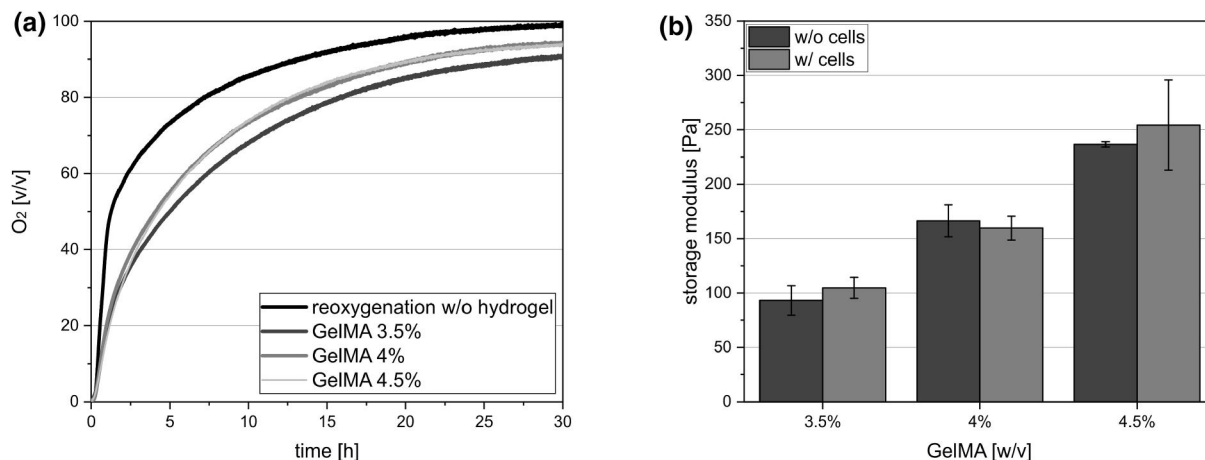 (a)
100
80
60
40
20
0
O2 [v/v]
0 5 10 15 20 25 30
time [h]
reoxygenation w/o hydrogel
GelMA 3.5%
GelMA 4%
GelMA 4.5%
(b)
w/o cells
w/ cells
350
300
250
200
150
100
50
0
storage modulus [Pa]
3.5% 4% 4.5%
GelMA [w/v]